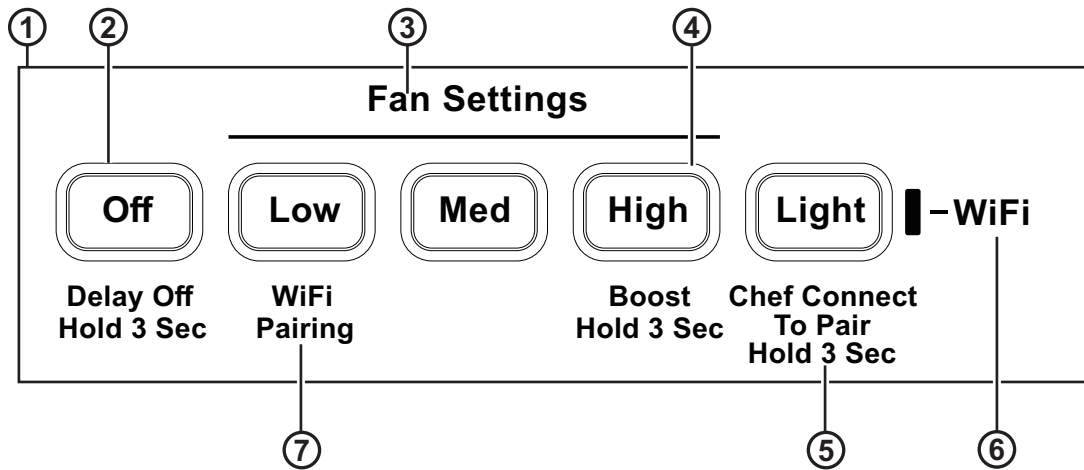 1 2 3 4
Fan Settings
Off Low Med High Light -WiFi
Delay Off
Hold 3 Sec
WiFi
Pairing
Boost
Hold 3 Sec
Chef Connect
To Pair
Hold 3 Sec
7 5 6